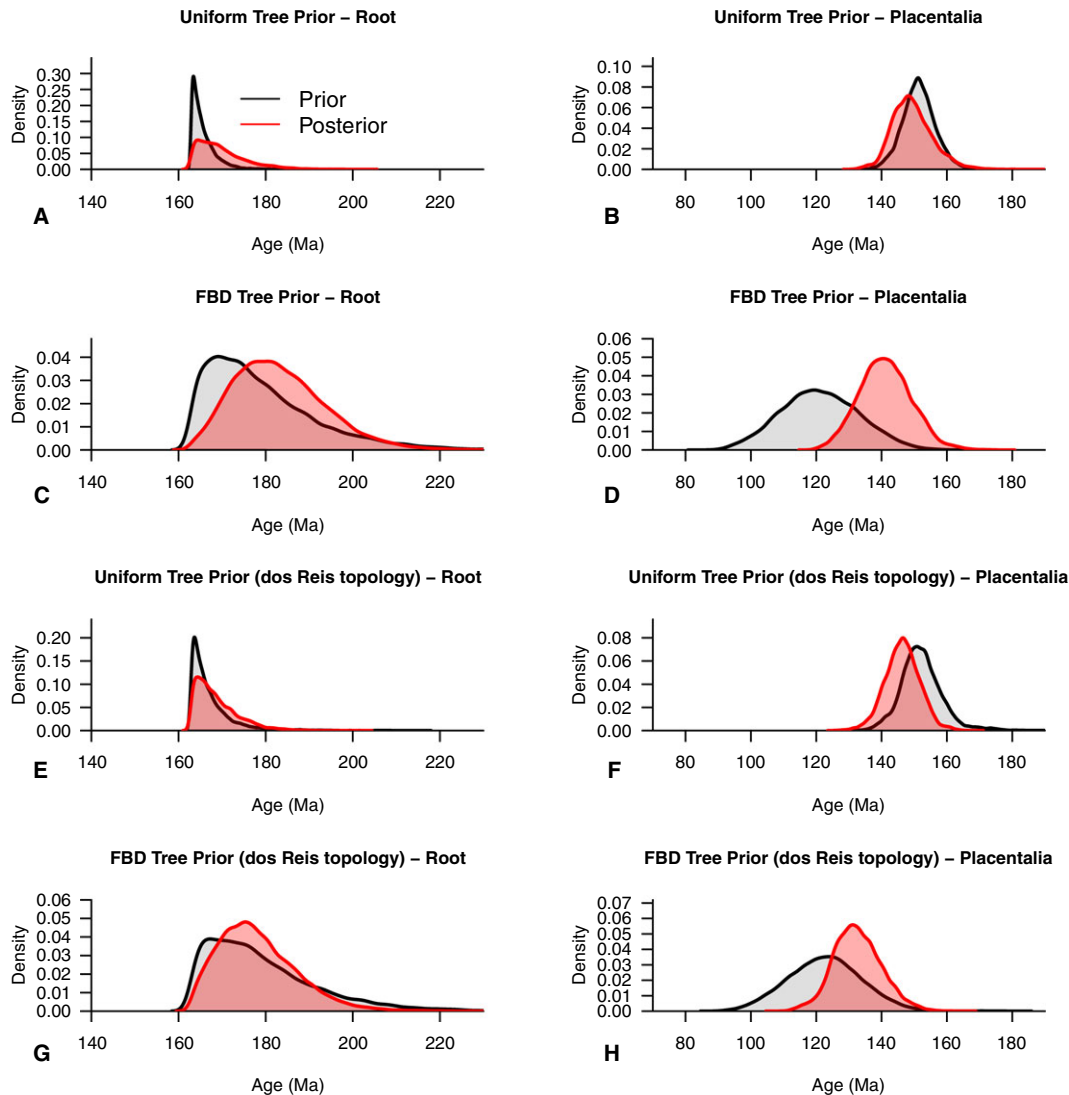 Uniform Tree Prior – Root
Density
0.30
0.25
0.20
0.15
0.10
0.05
0.00
Prior
Posterior
140 160 180 200 220
A
Age (Ma)
Uniform Tree Prior – Placentalia
Density
0.10
0.08
0.06
0.04
0.02
0.00
80 100 120 140 160 180
B
Age (Ma)
FBD Tree Prior – Root
Density
0.04
0.03
0.02
0.01
0.00
140 160 180 200 220
C
Age (Ma)
FBD Tree Prior – Placentalia
Density
0.06
0.05
0.04
0.03
0.02
0.01
0.00
80 100 120 140 160 180
D
Age (Ma)
Uniform Tree Prior (dos Reis topology) – Root
Density
0.20
0.15
0.10
0.05
0.00
140 160 180 200 220
E
Age (Ma)
Uniform Tree Prior (dos Reis topology) – Placentalia
Density
0.08
0.06
0.04
0.02
0.00
80 100 120 140 160 180
F
Age (Ma)
FBD Tree Prior (dos Reis topology) – Root
Density
0.06
0.05
0.04
0.03
0.02
0.01
0.00
140 160 180 200 220
G
Age (Ma)
FBD Tree Prior (dos Reis topology) – Placentalia
Density
0.07
0.06
0.05
0.04
0.03
0.02
0.01
0.00
80 100 120 140 160 180
H
Age (Ma)